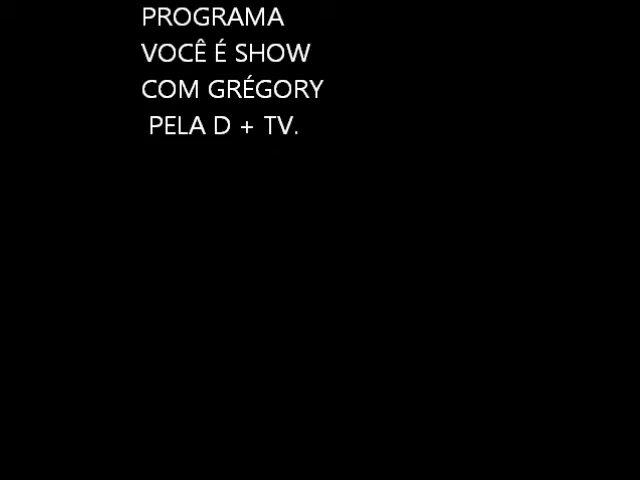 PROGRAMA
VOCÊ É SHOW
COM GRÉGORY
PELA D + TV.